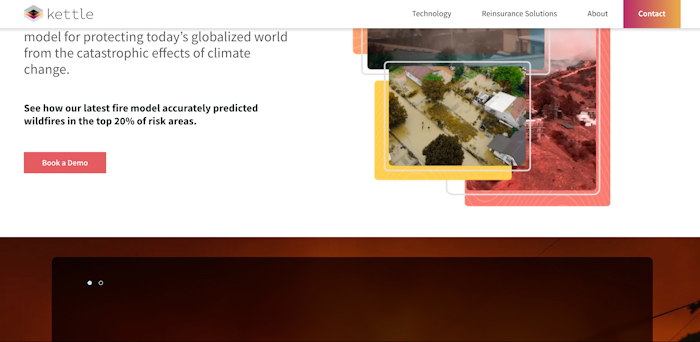 kettle
Technology
Reinsurance Solutions
About
Contact
model for protecting today's globalized world
from the catastrophic effects of climate
change.
See how our latest fire model accurately predicted
wildfires in the top 20% of risk areas.
Book a Demo